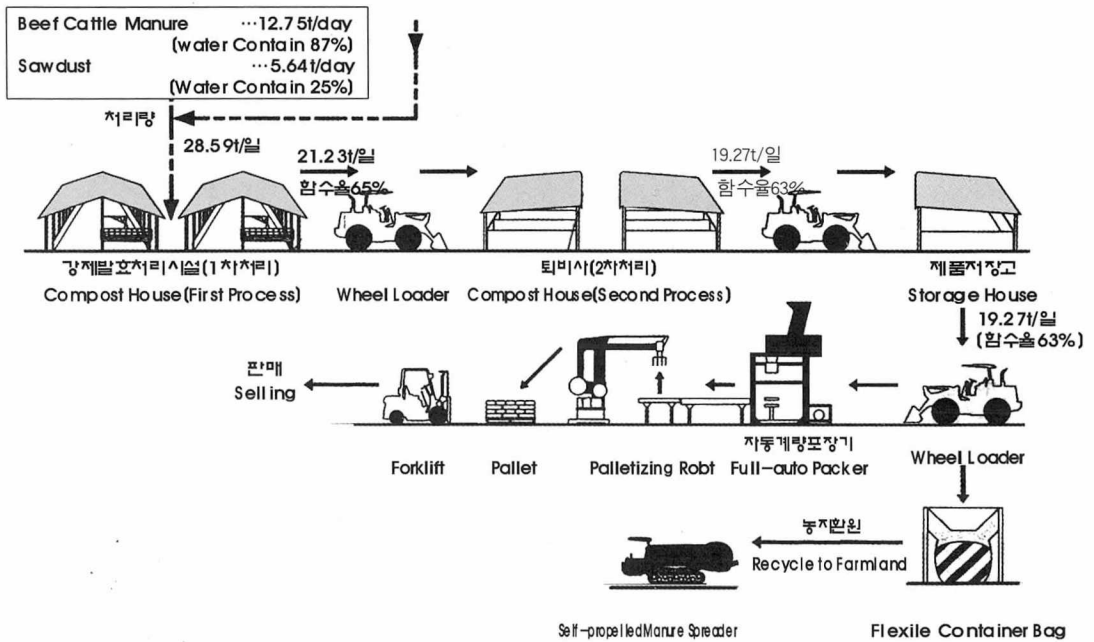 Beef Cattle Manure ···12.75t/day
(water Contain 87%)
Sawdust ···5.64t/day
(Water Contain 25%)
처리량
28.59t/일
21.23t/일
함수율65%
19.27t/일
함수율63%
강제발효처리시설(1차처리)
퇴비사(2차처리)
제품저장고
Compost House(First Process)
Wheel Loader
Compost House(Second Process)
Storage House
19.27t/일
(함수율63%)
판매
Selling
자동계량포장기
Forklift
Pallet
Palletizing Robt
Full-auto Packer
Wheel Loader
농지환원
Recycle to Farmland
Self-propelled Manure Spreader
Flexile Container Bag